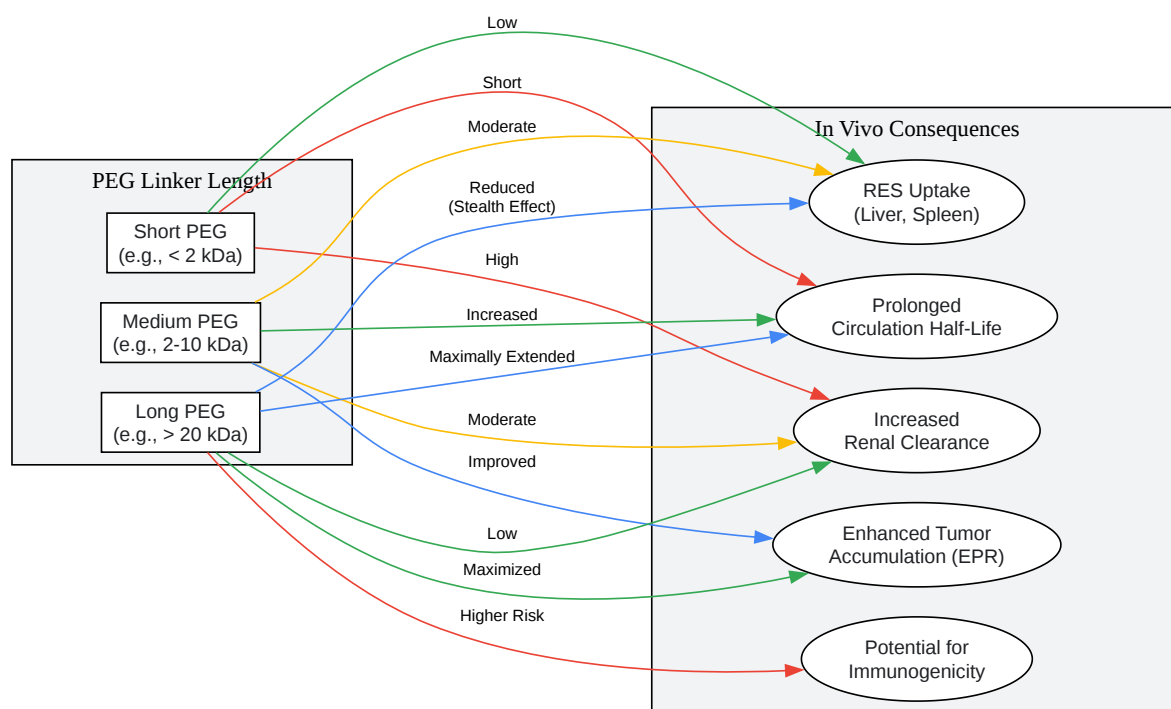 PEG Linker Length
Short PEG
(e.g., < 2 kDa)
Medium PEG
(e.g., 2-10 kDa)
Long PEG
(e.g., > 20 kDa)
Low
Short
Moderate
Reduced
(Stealth Effect)
High
Increased
Maximally Extended
Moderate
Improved
Low
Maximized
Higher Risk
In Vivo Consequences
RES Uptake
(Liver, Spleen)
Prolonged
Circulation Half-Life
Increased
Renal Clearance
Enhanced Tumor
Accumulation (EPR)
Potential for
Immunogenicity